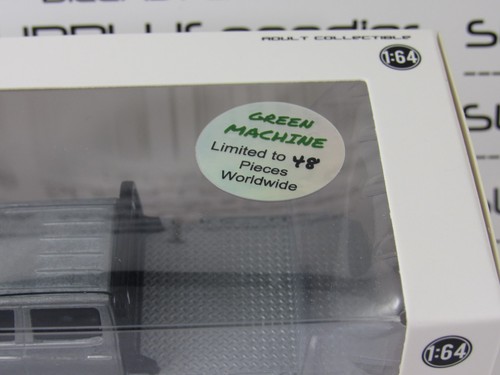 ADULT COLLECTIBLE
1:64
GREEN
MACHINE
Limited to 48
Pieces
Worldwide
1:64